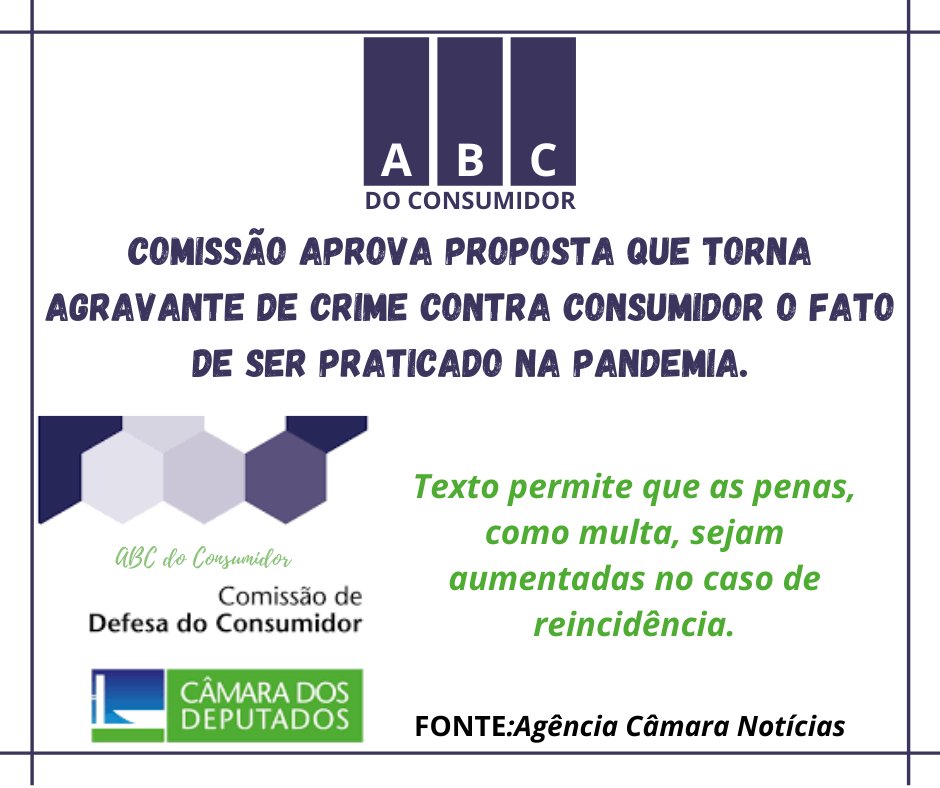 A B C
DO CONSUMIDOR
COMISSÃO APROVA PROPOSTA QUE TORNA
AGRAVANTE DE CRIME CONTRA CONSUMIDOR O FATO
DE SER PRATICADO NA PANDEMIA.
ABC do Consumidor
Comissão de
Defesa do Consumidor
CÂMARA DOS
DEPUTADOS
Texto permite que as penas,
como multa, sejam
aumentadas no caso de
reincidência.
FONTE:Agência Câmara Notícias